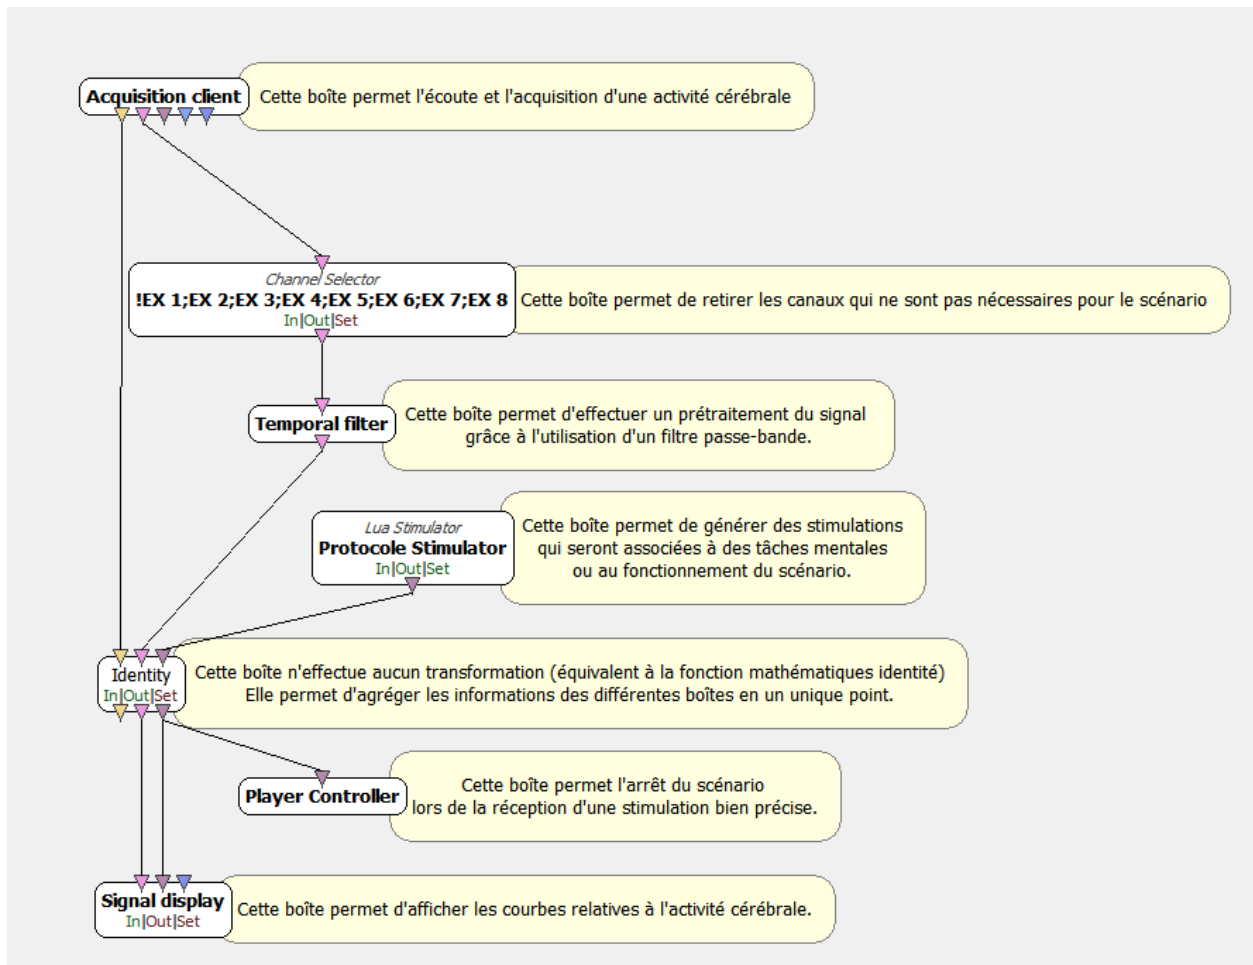 Acquisition client
Cette boîte permet l'écoute et l'acquisition d'une activité cérébrale
Channel Selector
!EX 1;EX 2;EX 3;EX 4;EX 5;EX 6;EX 7;EX 8
In|Out|Set
Cette boîte permet de retirer les canaux qui ne sont pas nécessaires pour le scénario
Temporal filter
Cette boîte permet d'effectuer un prétraitement du signal
grâce à l'utilisation d'un filtre passe-bande.
Lua Stimulator
Protocole Stimulator
In|Out|Set
Cette boîte permet de générer des stimulations
qui seront associées à des tâches mentales
ou au fonctionnement du scénario.
Identity
In|Out|Set
Cette boîte n'effectue aucun transformation (équivalent à la fonction mathématiques identité)
Elle permet d'agréger les informations des différentes boîtes en un unique point.
Player Controller
Cette boîte permet l'arrêt du scénario
lors de la réception d'une stimulation bien précise.
Signal display
In|Out|Set
Cette boîte permet d'afficher les courbes relatives à l'activité cérébrale.